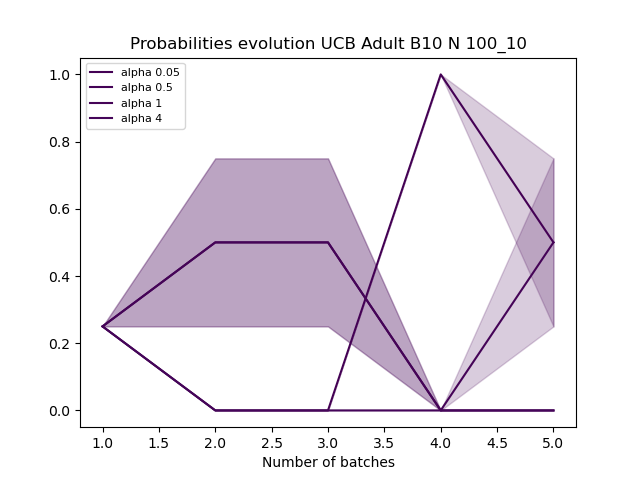 Probabilities evolution UCB Adult B10 N 100_10
alpha 0.05
alpha 0.5
alpha 1
alpha 4
1.0
0.8
0.6
0.4
0.2
0.0
1.0 1.5 2.0 2.5 3.0 3.5 4.0 4.5 5.0
Number of batches